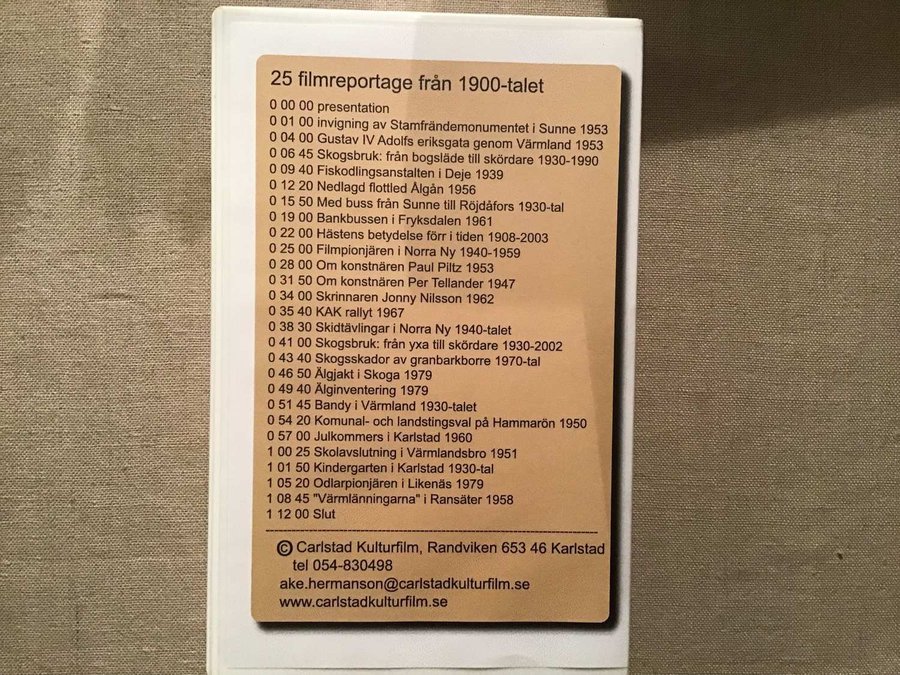 25 filmreportage från 1900-talet
0 00 00 presentation
0 01 00 invigning av Stamfrändemonumentet i Sunne 1953
0 04 00 Gustav IV Adolfs eriksgata genom Värmland 1953
0 06 45 Skogsbruk: från bogsläde till skördare 1930-1990
0 09 40 Fiskodlingsanstalten i Deje 1939
0 12 20 Nedlagd flottled Älgån 1956
0 15 50 Med buss från Sunne till Röjdåfors 1930-tal
0 19 00 Bankbussen i Fryksdalen 1961
0 22 00 Hästens betydelse förr i tiden 1908-2003
0 25 00 Filmpionjären i Norra Ny 1940-1959
0 28 00 Om konstnären Paul Piltz 1953
0 31 50 Om konstnären Per Tellander 1947
0 34 00 Skrinnaren Jonny Nilsson 1962
0 35 40 KAK rallyt 1967
0 38 30 Skidtävlingar i Norra Ny 1940-talet
0 41 00 Skogsbruk: från yxa till skördare 1930-2002
0 43 40 Skogsskador av granbarkborre 1970-tal
0 46 50 Älgjakt i Skoga 1979
0 49 40 Älginventering 1979
0 51 45 Bandy i Värmland 1930-talet
0 54 20 Komunal- och landstingsval på Hammarön 1950
0 57 00 Julkommers i Karlstad 1960
1 00 25 Skolavslutning i Värmlandsbro 1951
1 01 50 Kindergarten i Karlstad 1930-tal
1 05 20 Odlarpionjären i Likenäs 1979
1 08 45 "Värmlänningarna" i Ransäter 1958
1 12 00 Slut
© Carlstad Kulturfilm, Randviken 653 46 Karlstad
tel 054-830498
ake.hermanson@carlstadkulturfilm.se
www.carlstadkulturfilm.se